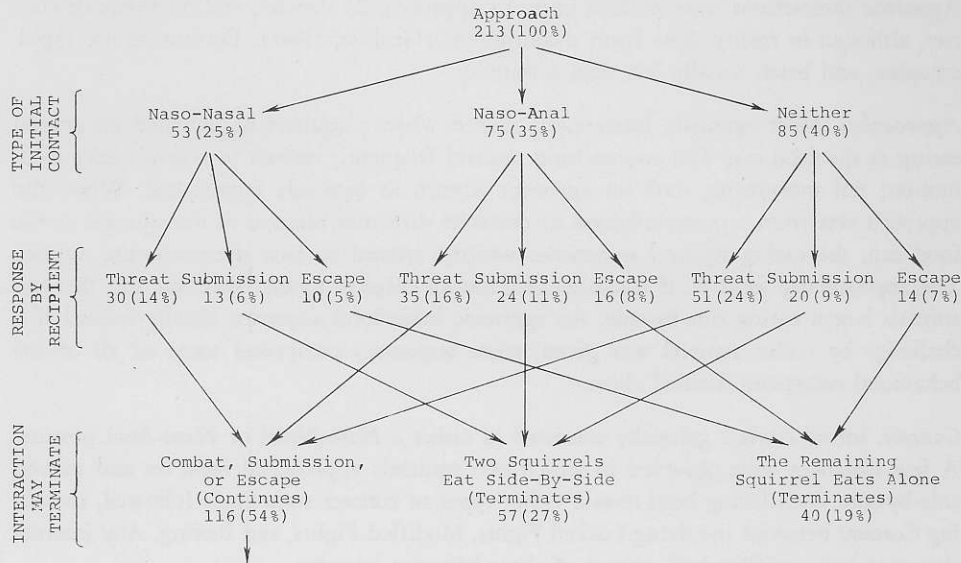 Approach
213(100%)
TYPE OF INITIAL CONTACT
Naso-Nasal
53(25%)
Naso-Anal
75(35%)
Neither
85(40%)
RESPONSE BY RECIPIENT
Threat Submission Escape
30(14%) 13(6%) 10(5%)
Threat Submission Escape
35(16%) 24(11%) 16(8%)
Threat Submission Escape
51(24%) 20(9%) 14(7%)
INTERACTION MAY TERMINATE
Combat, Submission,
or Escape
(Continues)
116(54%)
Two Squirrels
Eat Side-By-Side
(Terminates)
57(27%)
The Remaining
Squirrel Eats Alone
(Terminates)
40(19%)